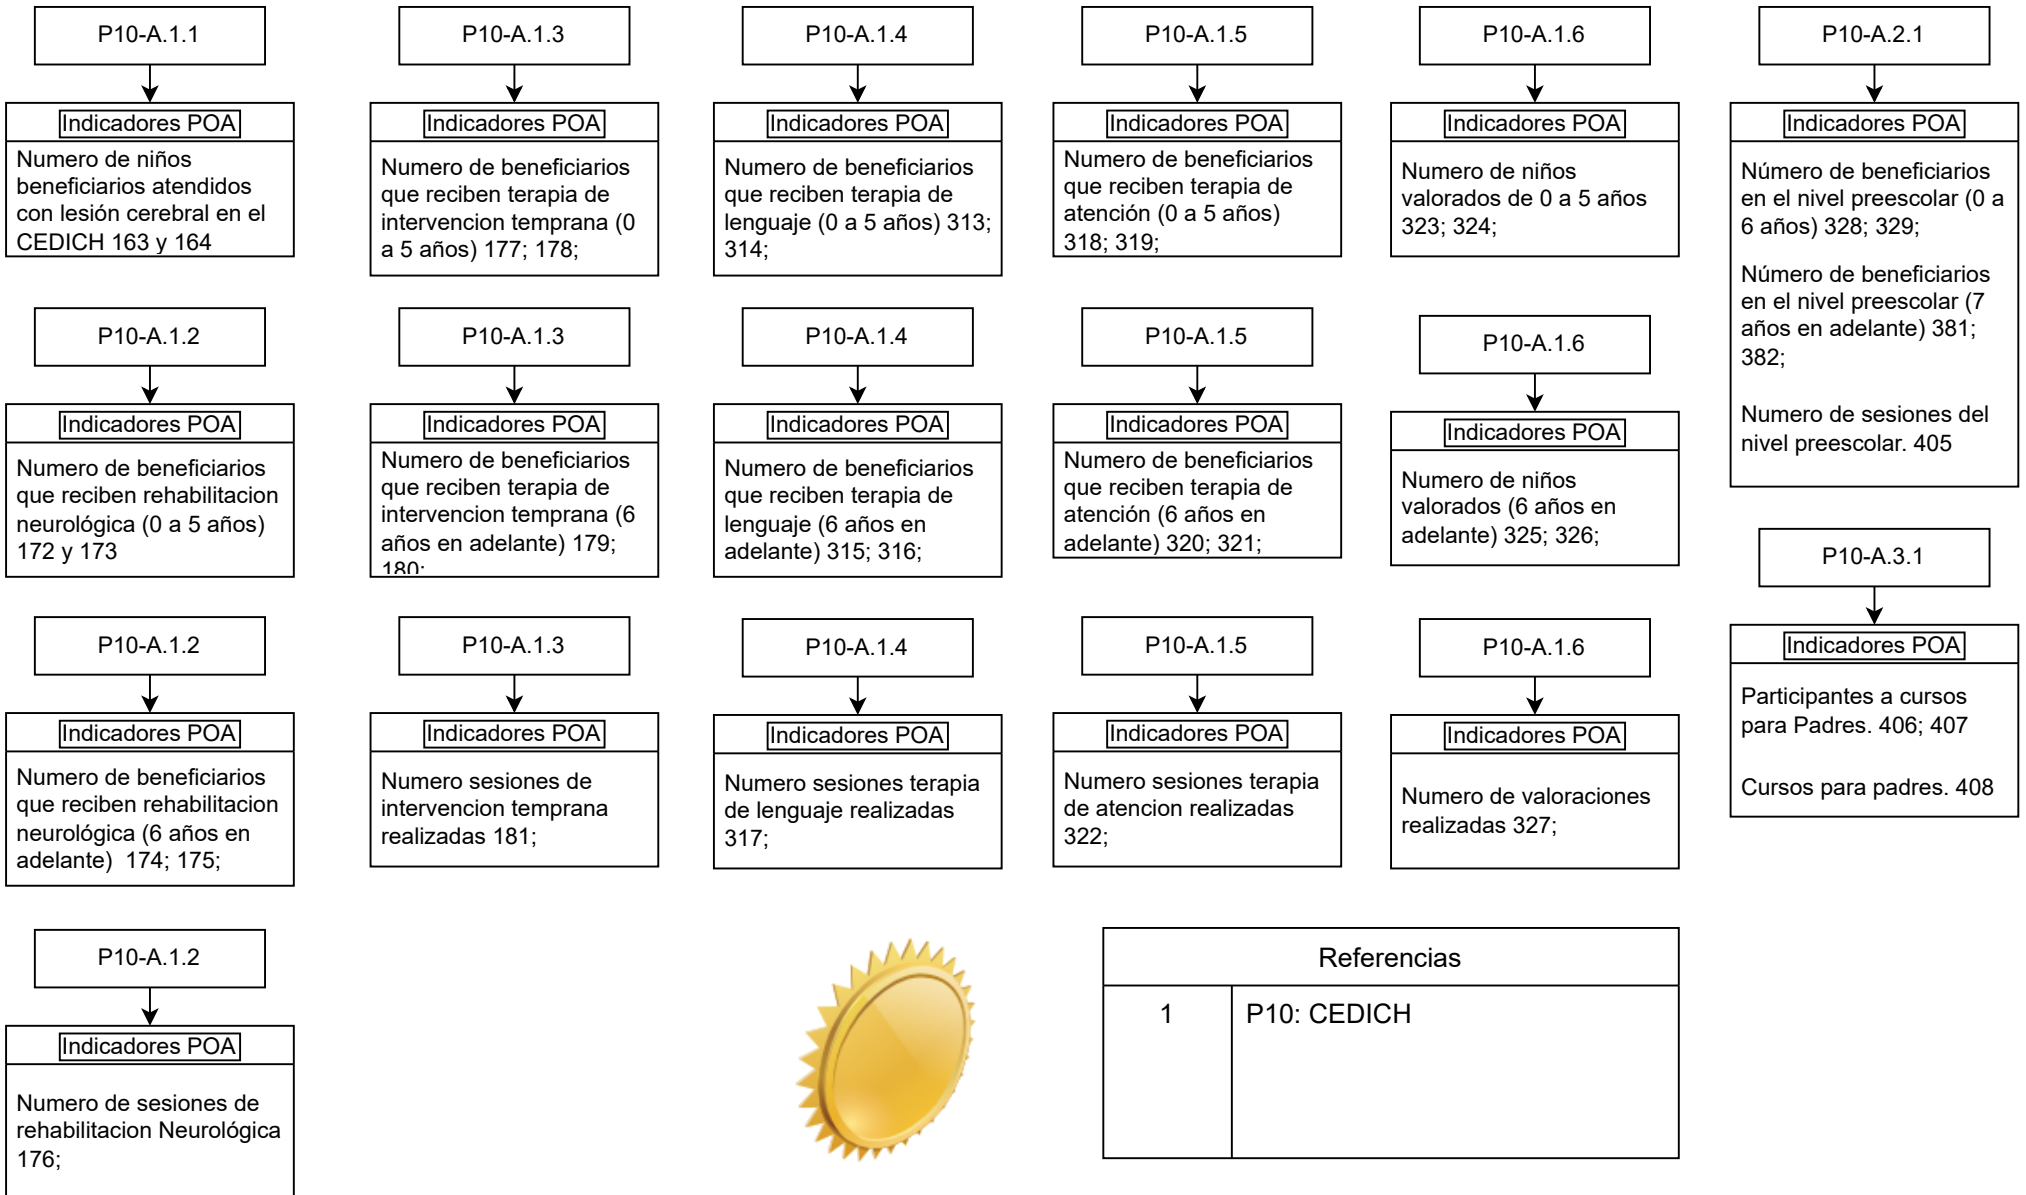 P10-A.1.1
Indicadores POA
Numero de niños
beneficiarios atendidos
con lesión cerebral en el
CEDICH 163 y 164
P10-A.1.3
Indicadores POA
Numero de beneficiarios
que reciben terapia de
intervencion temprana (0
a 5 años) 177; 178;
P10-A.1.4
Indicadores POA
Numero de beneficiarios
que reciben terapia de
lenguaje (0 a 5 años) 313;
314;
P10-A.1.5
Indicadores POA
Numero de beneficiarios
que reciben terapia de
atención (0 a 5 años)
318; 319;
P10-A.1.6
Indicadores POA
Numero de niños
valorados de 0 a 5 años
323; 324;
P10-A.2.1
Indicadores POA
Número de beneficiarios
en el nivel preescolar (0 a
6 años) 328; 329;
Número de beneficiarios
en el nivel preescolar (7
años en adelante) 381;
382;
Numero de sesiones del
nivel preescolar. 405
P10-A.1.2
Indicadores POA
Numero de beneficiarios
que reciben rehabilitacion
neurológica (0 a 5 años)
172 y 173
P10-A.1.3
Indicadores POA
Numero de beneficiarios
que reciben terapia de
intervencion temprana (6
años en adelante) 179;
180;
P10-A.1.4
Indicadores POA
Numero de beneficiarios
que reciben terapia de
lenguaje (6 años en
adelante) 315; 316;
P10-A.1.5
Indicadores POA
Numero de beneficiarios
que reciben terapia de
atención (6 años en
adelante) 320; 321;
P10-A.1.6
Indicadores POA
Numero de niños
valorados (6 años en
adelante) 325; 326;
P10-A.3.1
Indicadores POA
Participantes a cursos
para Padres. 406; 407
Cursos para padres. 408
P10-A.1.2
Indicadores POA
Numero de beneficiarios
que reciben rehabilitacion
neurológica (6 años en
adelante)  174; 175;
P10-A.1.3
Indicadores POA
Numero sesiones de
intervencion temprana
realizadas 181;
P10-A.1.4
Indicadores POA
Numero sesiones terapia
de lenguaje realizadas
317;
P10-A.1.5
Indicadores POA
Numero sesiones terapia
de atencion realizadas
322;
P10-A.1.6
Indicadores POA
Numero de valoraciones
realizadas 327;
P10-A.1.2
Indicadores POA
Numero de sesiones de
rehabilitacion Neurológica
176;
Referencias
1 P10: CEDICH